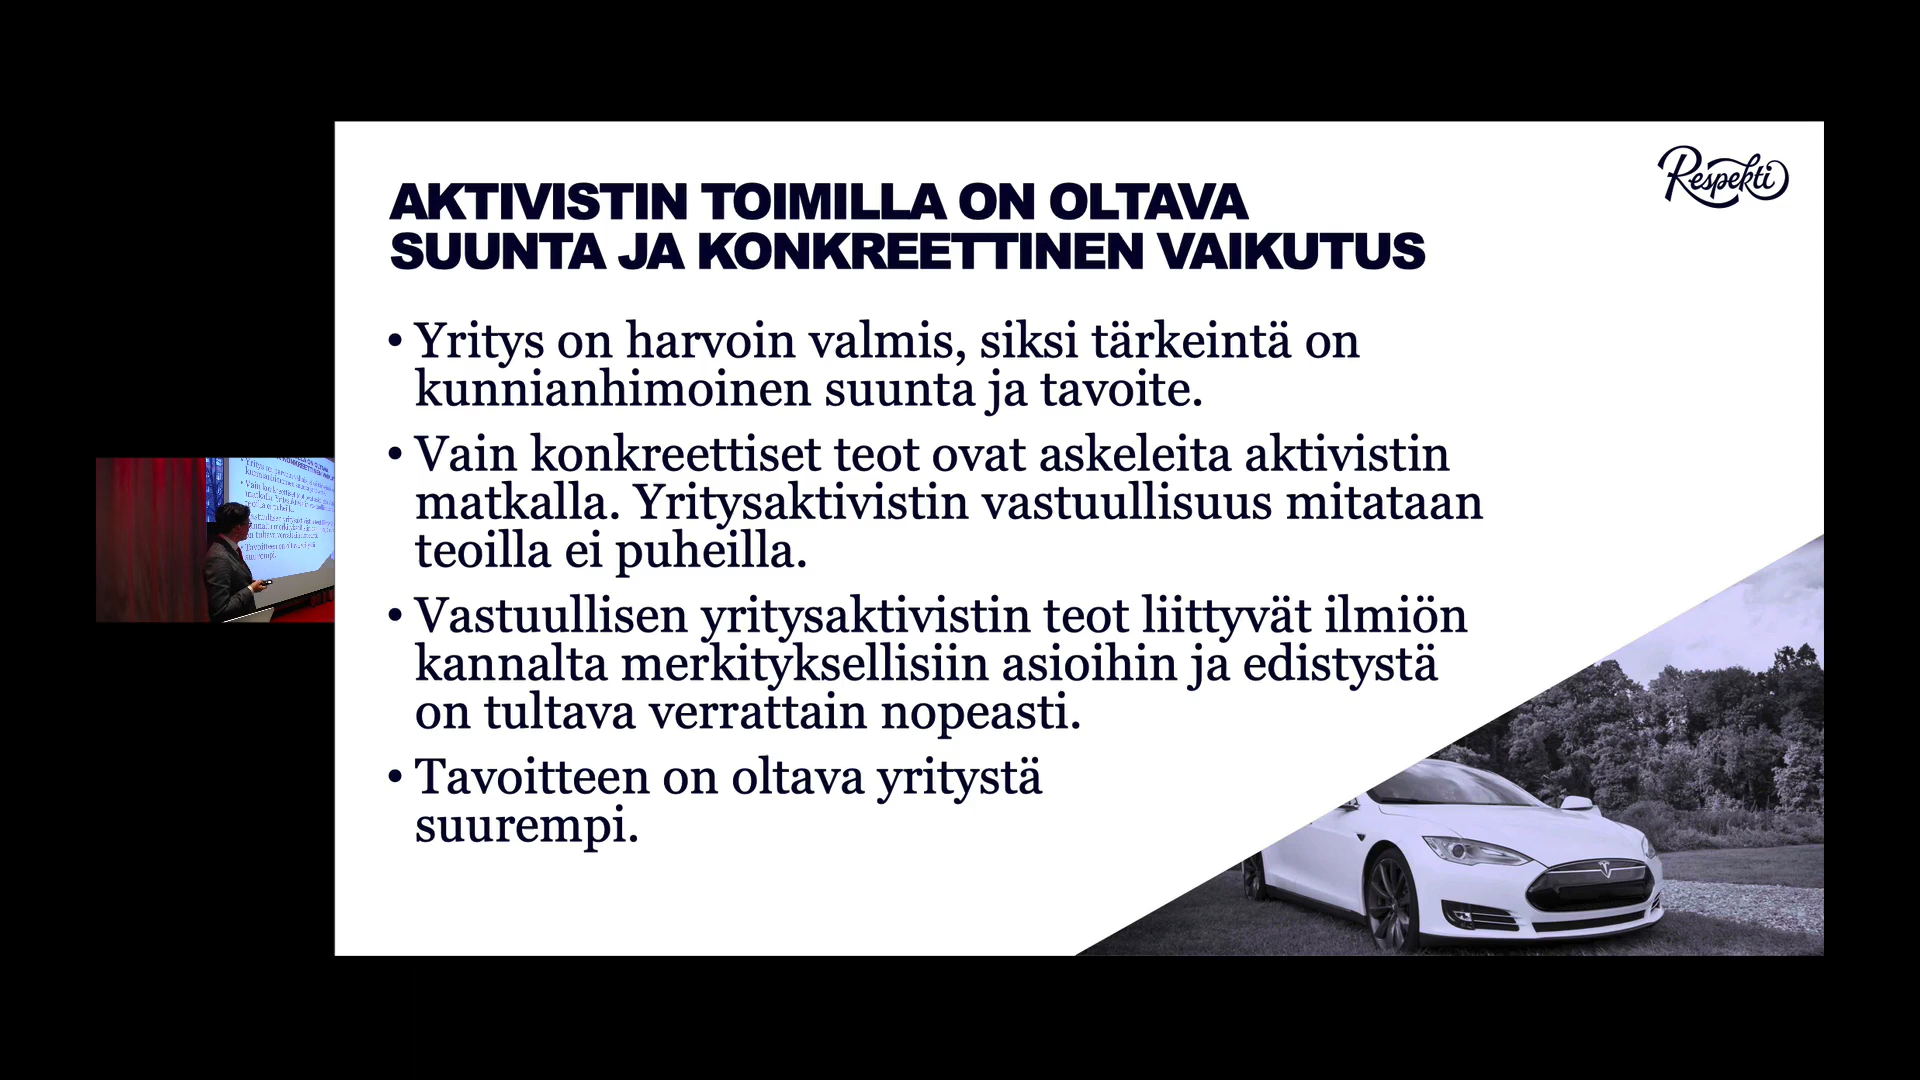 Respekti
AKTIVISTIN TOIMILLA ON OLTAVA
SUUNTA JA KONKREETTINEN VAIKUTUS
• Yritys on harvoin valmis, siksi tärkeintä on
kunnianhimoinen suunta ja tavoite.
• Vain konkreettiset teot ovat askeleita aktivistin
matkalla. Yritysaktivistin vastuullisuus mitataan
teoilla ei puheilla.
• Vastuullisen yritysaktivistin teot liittyvät ilmiön
kannalta merkityksellisiin asioihin ja edistystä
on tultava verrattain nopeasti.
• Tavoitteen on oltava yritystä
suurempi.